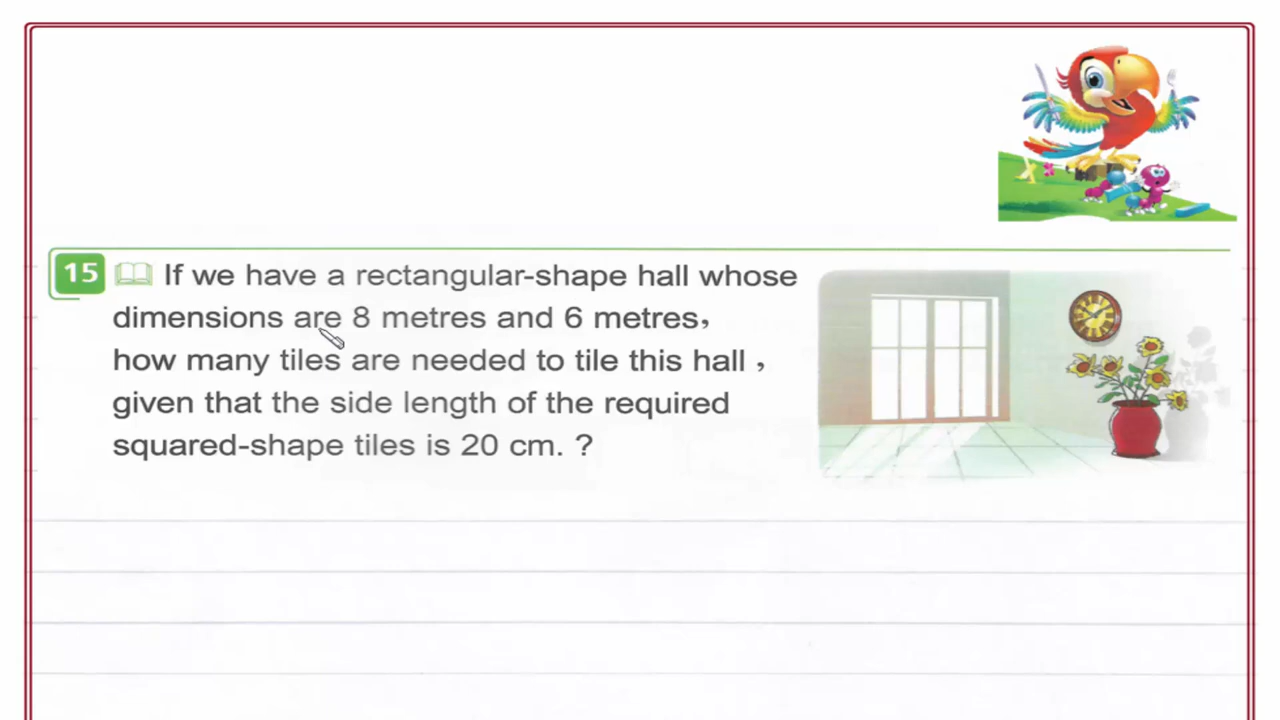 15 If we have a rectangular-shape hall whose
dimensions are 8 metres and 6 metres,
how many tiles are needed to tile this hall ,
given that the side length of the required
squared-shape tiles is 20 cm. ?